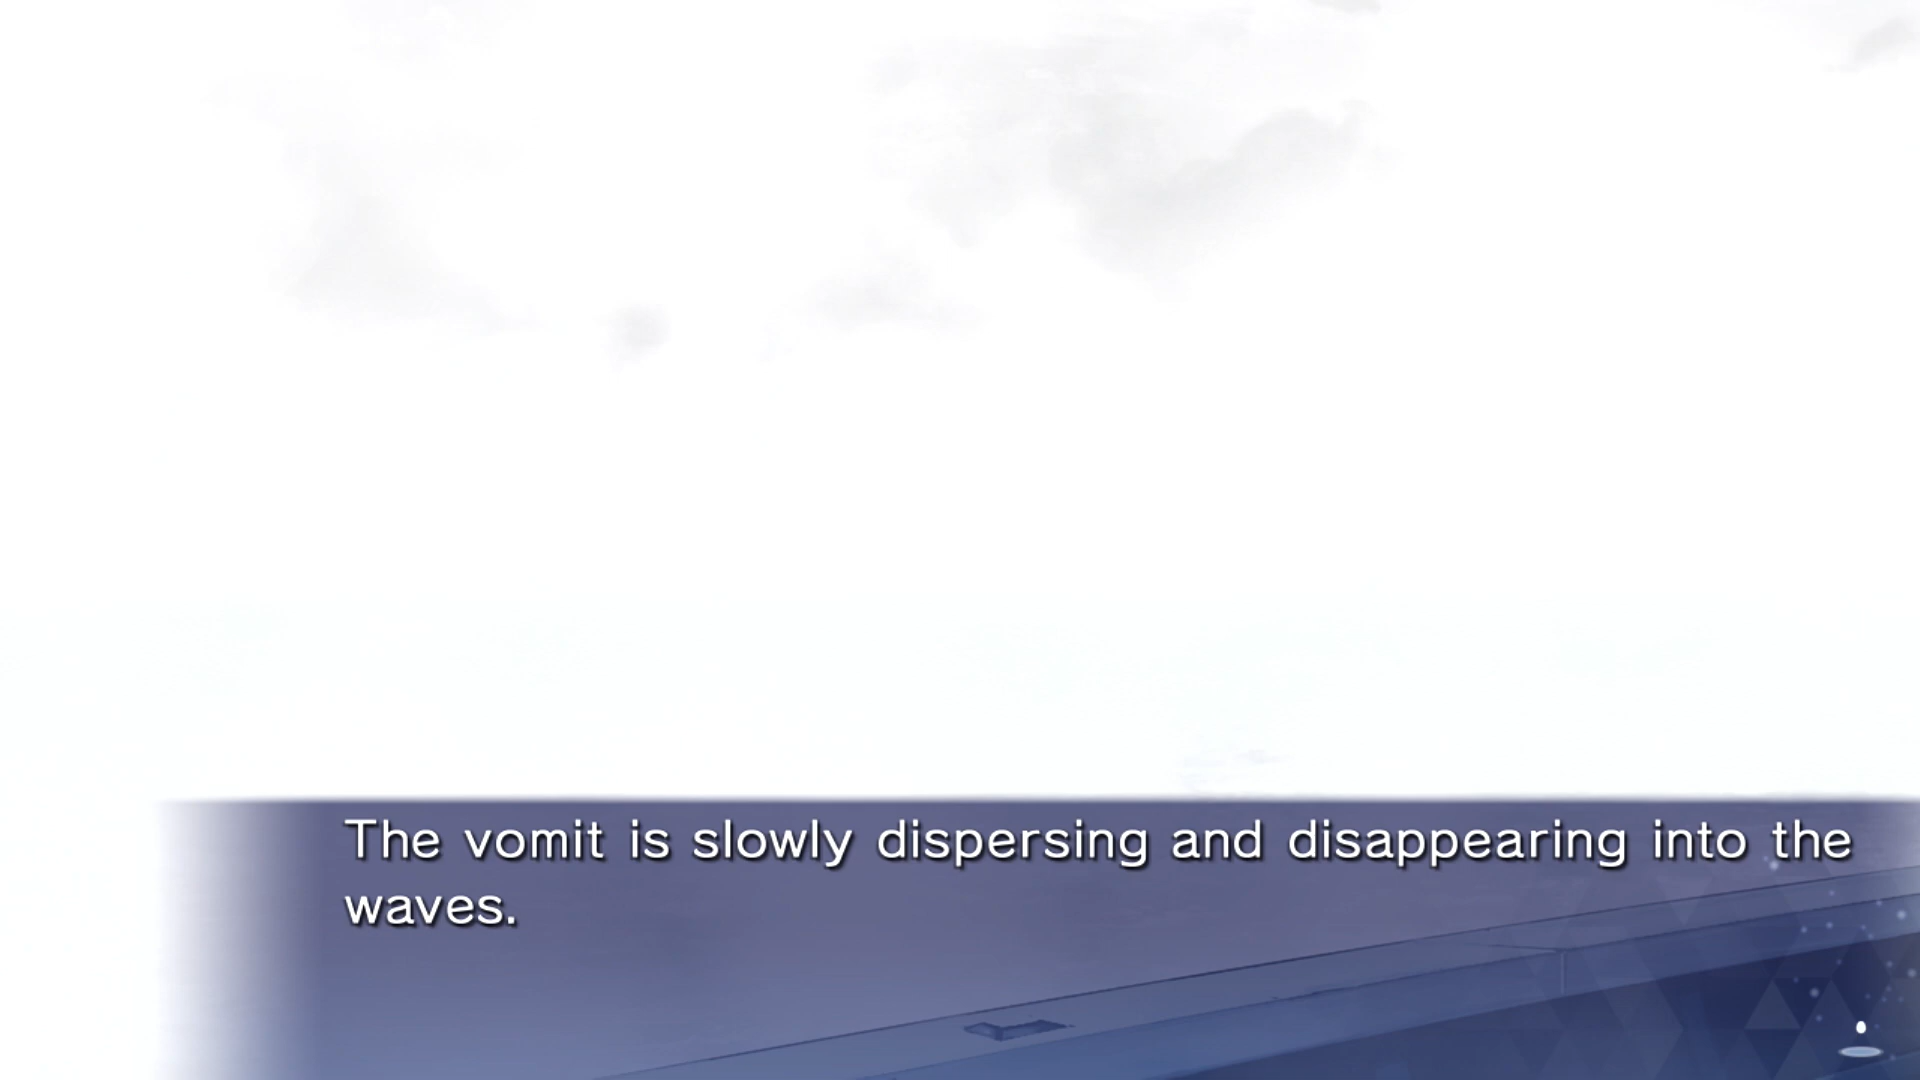 The vomit is slowly dispersing and disappearing into the
waves.